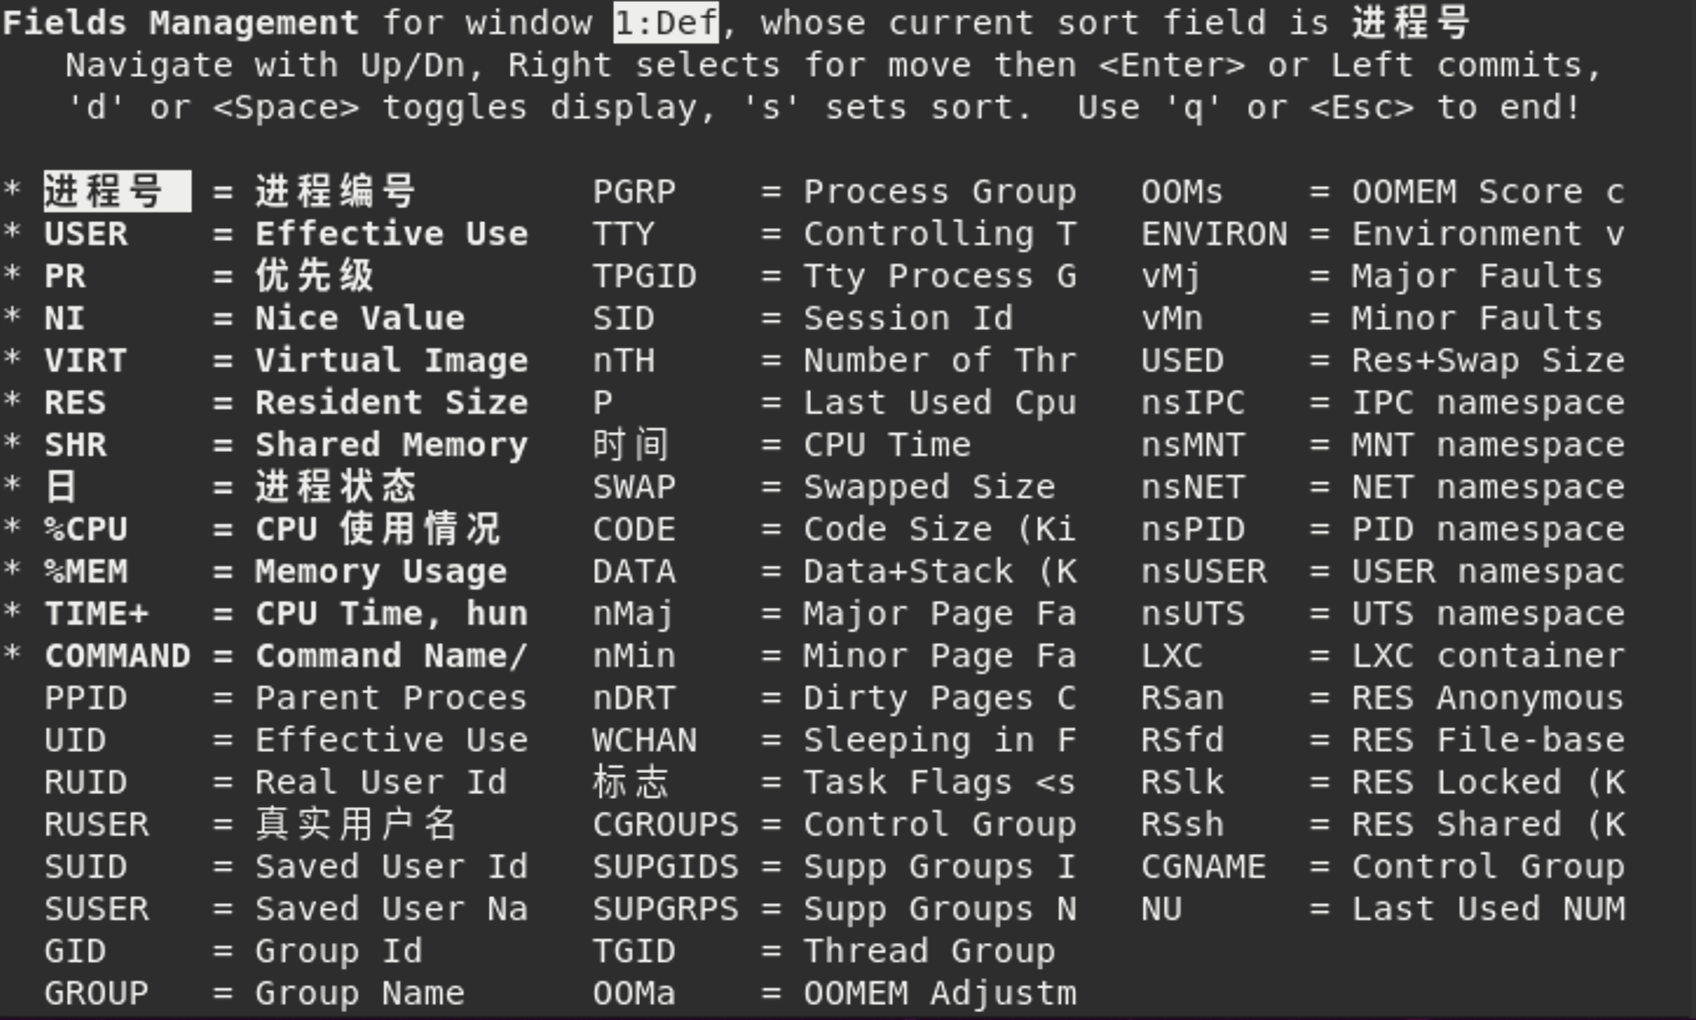 Fields Management for window 1:Def, whose current sort field is 进程号
Navigate with Up/Dn, Right selects for move then <Enter> or Left commits,
'd' or <Space> toggles display, 's' sets sort.  Use 'q' or <Esc> to end!
* 进程号 = 进程编号 PGRP = Process Group OOMs = OOMEM Score c
* USER = Effective Use TTY = Controlling T ENVIRON = Environment v
* PR = 优先级 TPGID = Tty Process G vMj = Major Faults
* NI = Nice Value SID = Session Id vMn = Minor Faults
* VIRT = Virtual Image nTH = Number of Thr USED = Res+Swap Size
* RES = Resident Size P = Last Used Cpu nsIPC = IPC namespace
* SHR = Shared Memory 时间 = CPU Time nsMNT = MNT namespace
* 日 = 进程状态 SWAP = Swapped Size nsNET = NET namespace
* %CPU = CPU 使用情况 CODE = Code Size (Ki nsPID = PID namespace
* %MEM = Memory Usage DATA = Data+Stack (K nsUSER = USER namespac
* TIME+ = CPU Time, hun nMaj = Major Page Fa nsUTS = UTS namespace
* COMMAND = Command Name/ nMin = Minor Page Fa LXC = LXC container
PPID = Parent Proces nDRT = Dirty Pages C RSan = RES Anonymous
UID = Effective Use WCHAN = Sleeping in F RSfd = RES File-base
RUID = Real User Id 标志 = Task Flags <s RSlk = RES Locked (K
RUSER = 真实用户名 CGROUPS = Control Group RSsh = RES Shared (K
SUID = Saved User Id SUPGIDS = Supp Groups I CGNAME = Control Group
SUSER = Saved User Na SUPGRPS = Supp Groups N NU = Last Used NUM
GID = Group Id TGID = Thread Group
GROUP = Group Name OOMa = OOMEM Adjustm